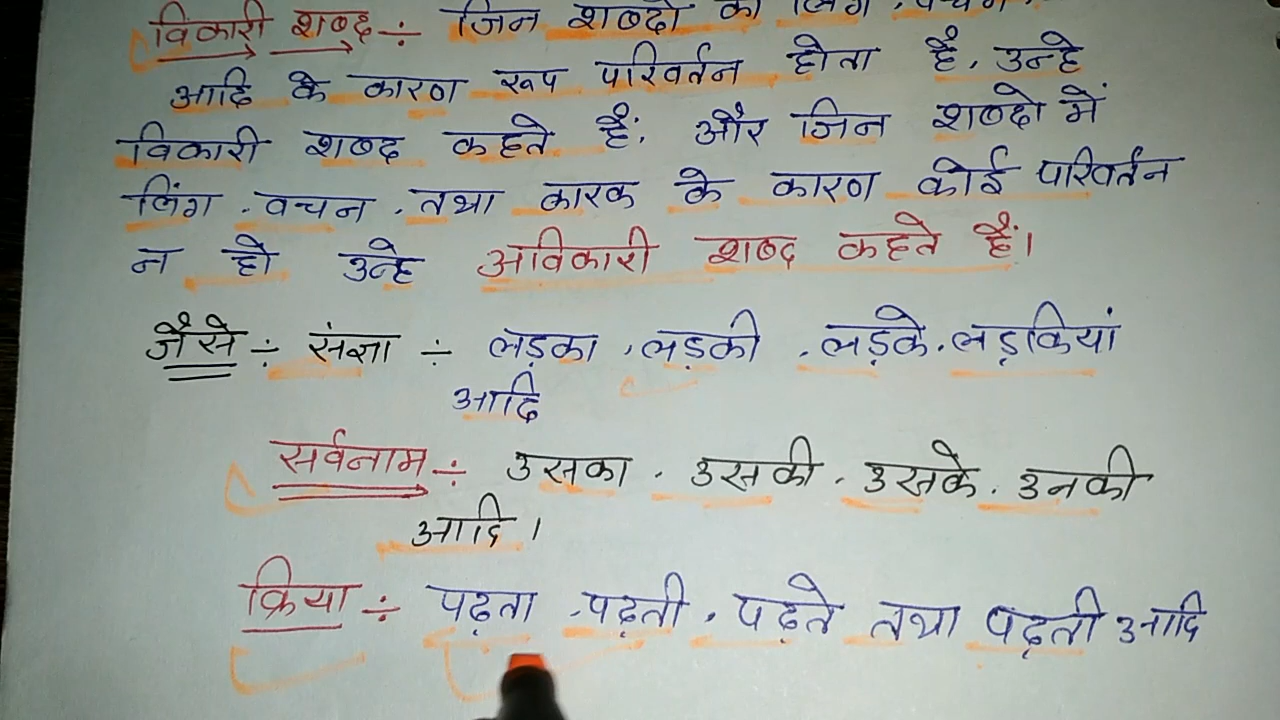 विकारी शब्द ÷ जिन शब्दो का लिंग , वचन ,
आदि के कारण रूप परिवर्तन होता है, उन्हे
विकारी शब्द कहते हैं, और जिन शब्दो में
लिंग , वचन , तथा कारक के कारण कोई परिवर्तन
न हो उन्हे अविकारी शब्द कहते हैं।
जैसे ÷ संज्ञा ÷ लड़का , लड़की , लड़के , लड़कियां
आदि
सर्वनाम ÷ उसका , उसकी , उसके , उनकी
आदि ।
क्रिया ÷ पढ़ता , पढ़ती , पढ़ते तथा पढ़ती आदि